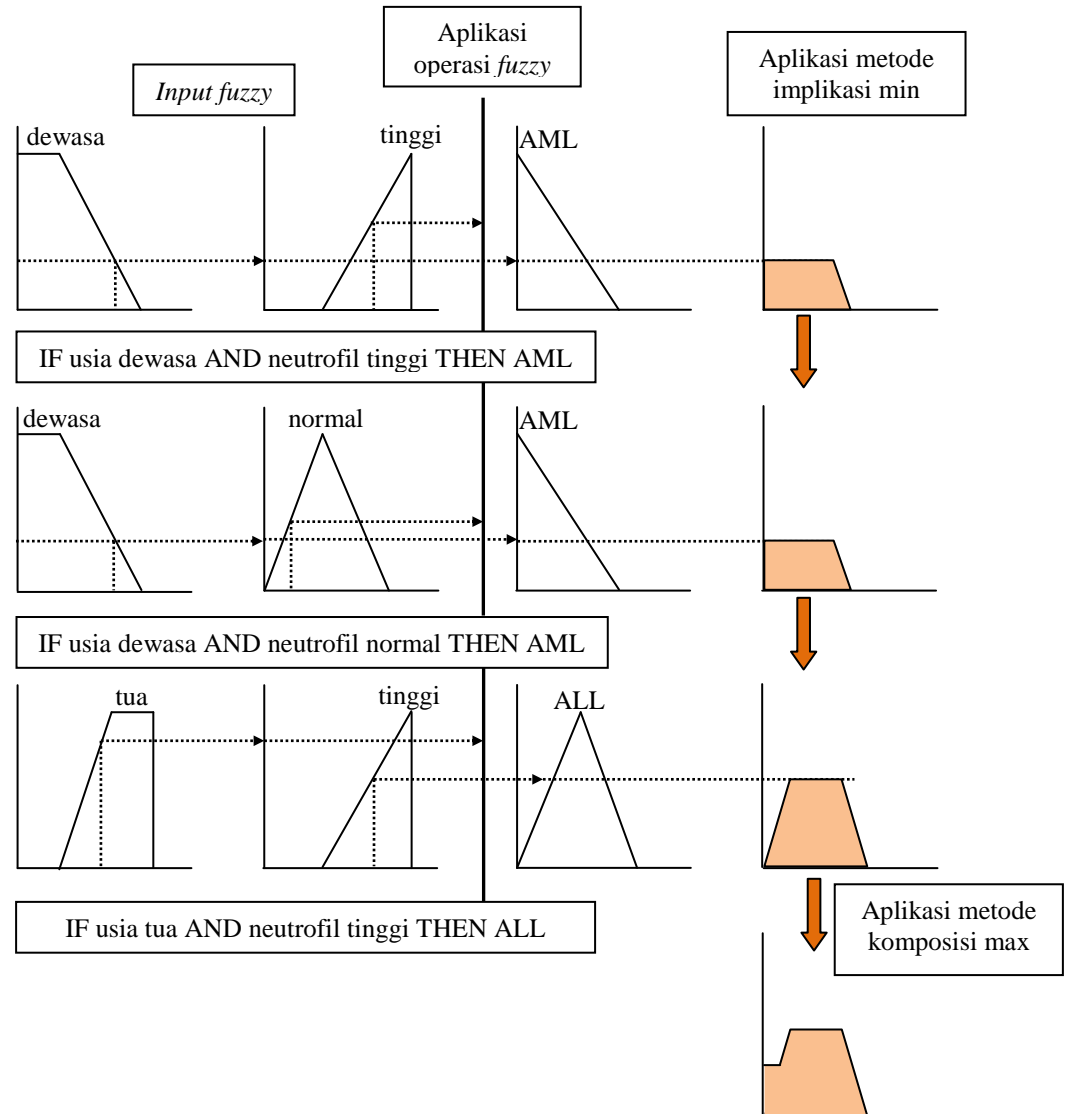 Aplikasi
operasi fuzzy
Aplikasi metode
implikasi min
Input fuzzy
dewasa
tinggi
AML
IF usia dewasa AND neutrofil tinggi THEN AML
dewasa
normal
AML
IF usia dewasa AND neutrofil normal THEN AML
tua
tinggi
ALL
IF usia tua AND neutrofil tinggi THEN ALL
Aplikasi metode
komposisi max